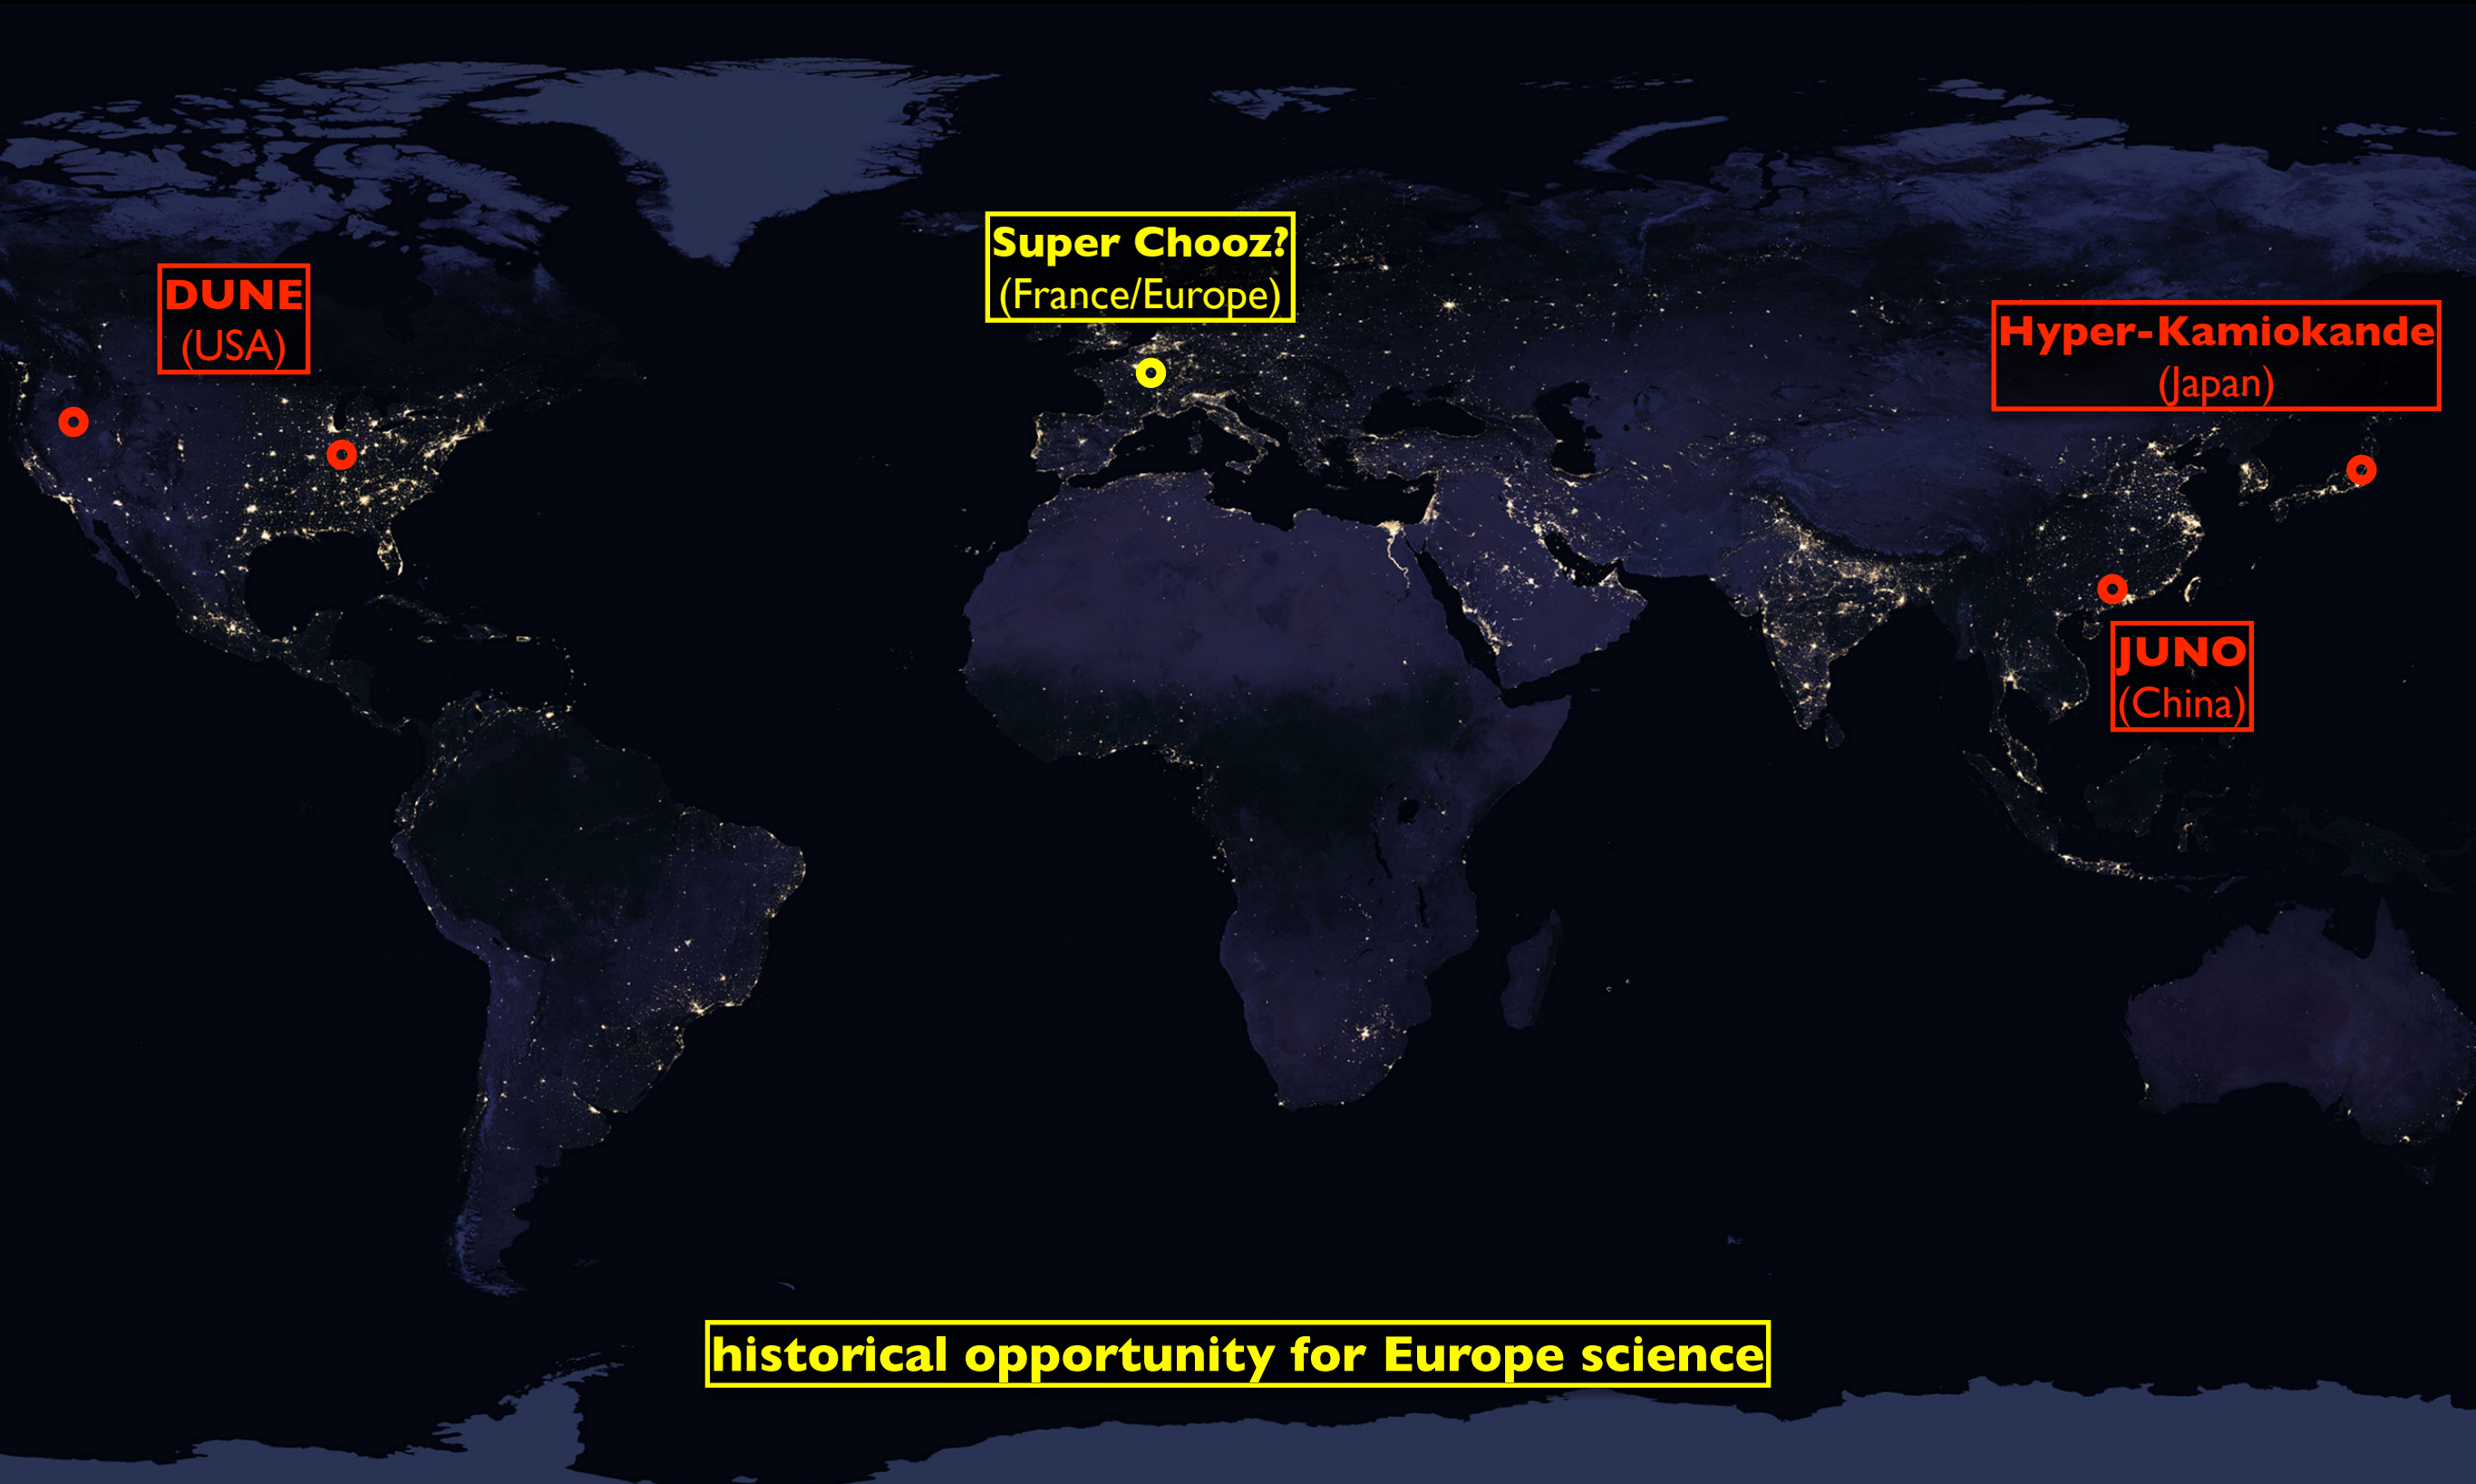 Super Chooz?
(France/Europe)
DUNE
(USA)
Hyper-Kamiokande
(Japan)
JUNO
(China)
historical opportunity for Europe science